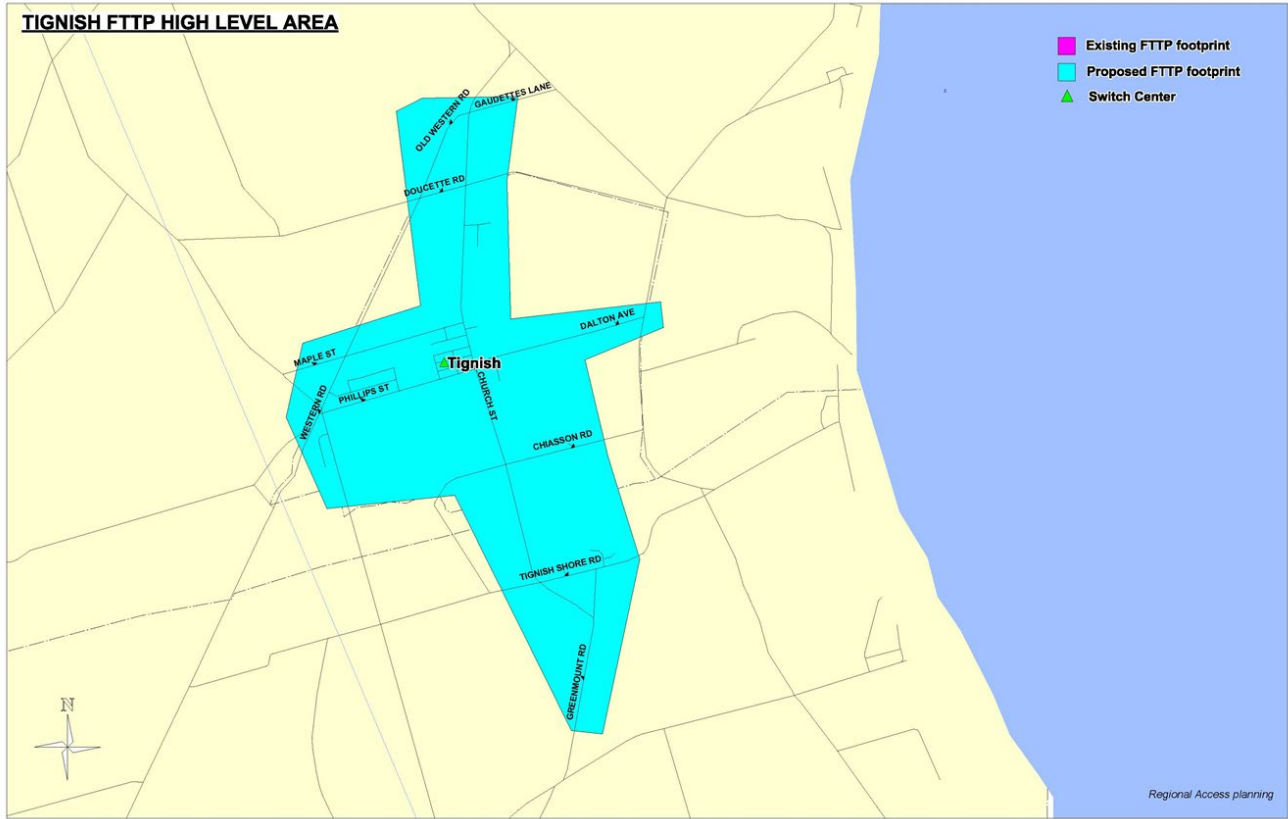 TIGNISH FTTP HIGH LEVEL AREA
Existing FTTP footprint
Proposed FTTP footprint
Switch Center
GAUDETTES LANE
OLD WESTERN RD
DOUCETTE RD
DALTON AVE
MAPLE ST
Tignish
PHILLIPS ST
WESTERN RD
CHURCH ST
CHIASSON RD
TIGNISH SHORE RD
GREENMOUNT RD
N
Regional Access planning